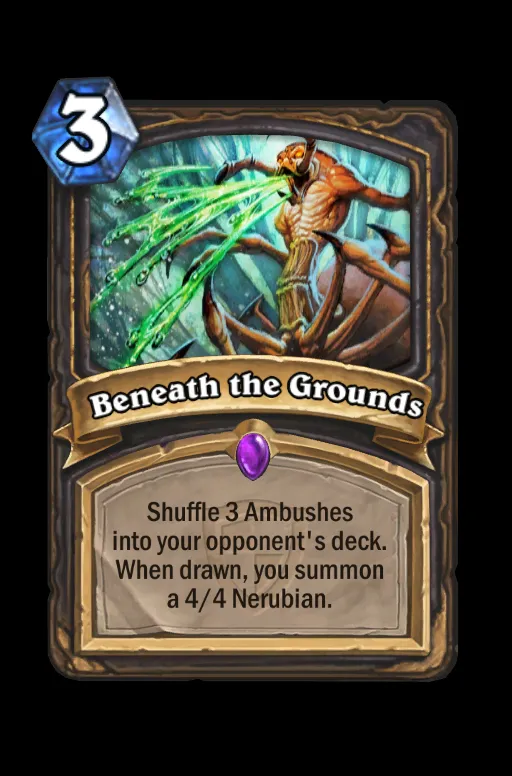 3
Beneath the Grounds
Shuffle 3 Ambushes
into your opponent's deck.
When drawn, you summon
a 4/4 Nerubian.